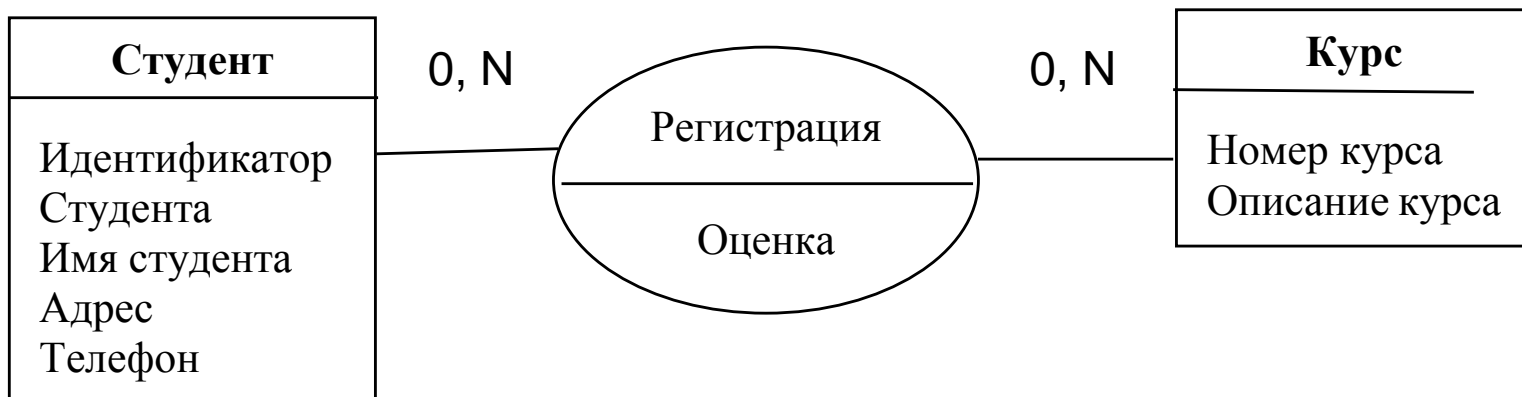 Студент
0, N
Идентификатор
Студента
Имя студента
Адрес
Телефон
Регистрация
Оценка
0, N
Курс
Номер курса
Описание курса